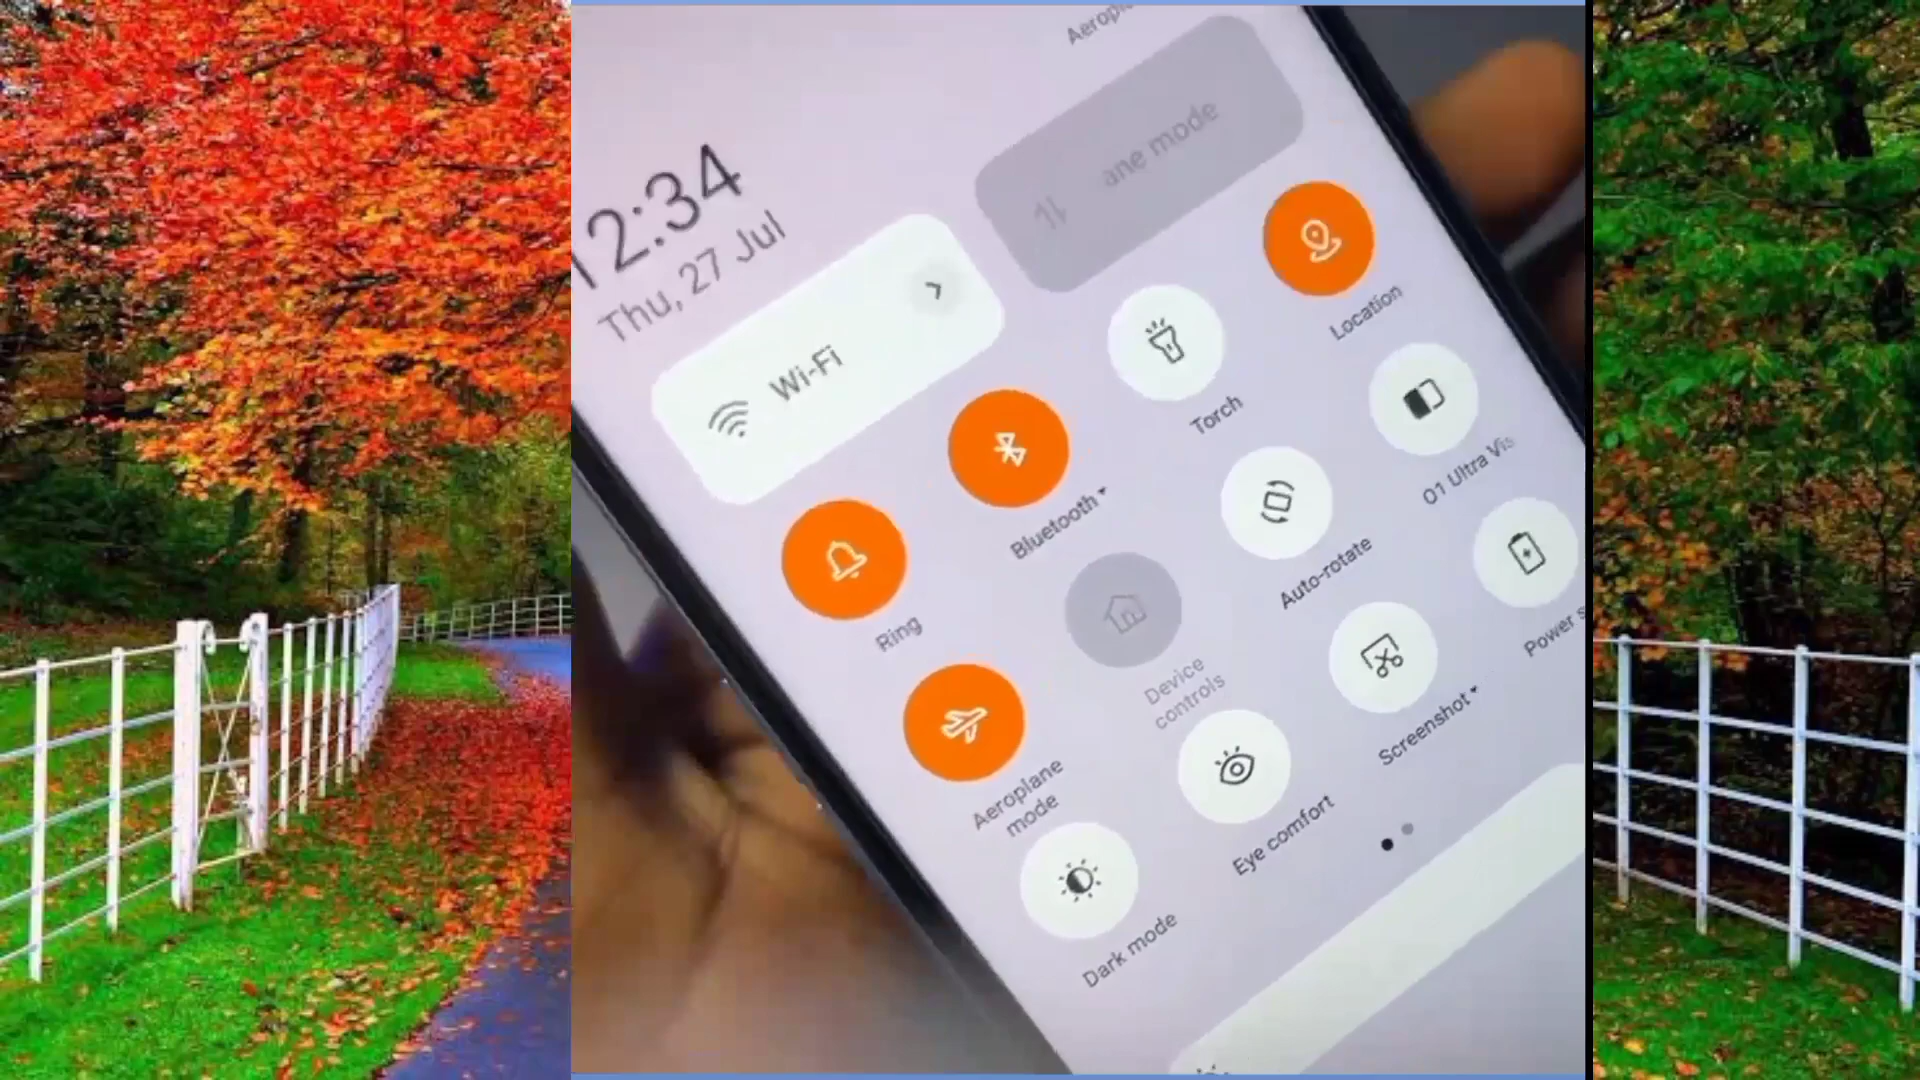 Aeropl
12:34
Thu, 27 Jul
ane mode
Wi-Fi
Location
Torch
Bluetooth
Ring
01 Ultra Vis
Auto-rotate
Device
controls
Aeroplane
mode
Power s
Screenshot
Eye comfort
Dark mode